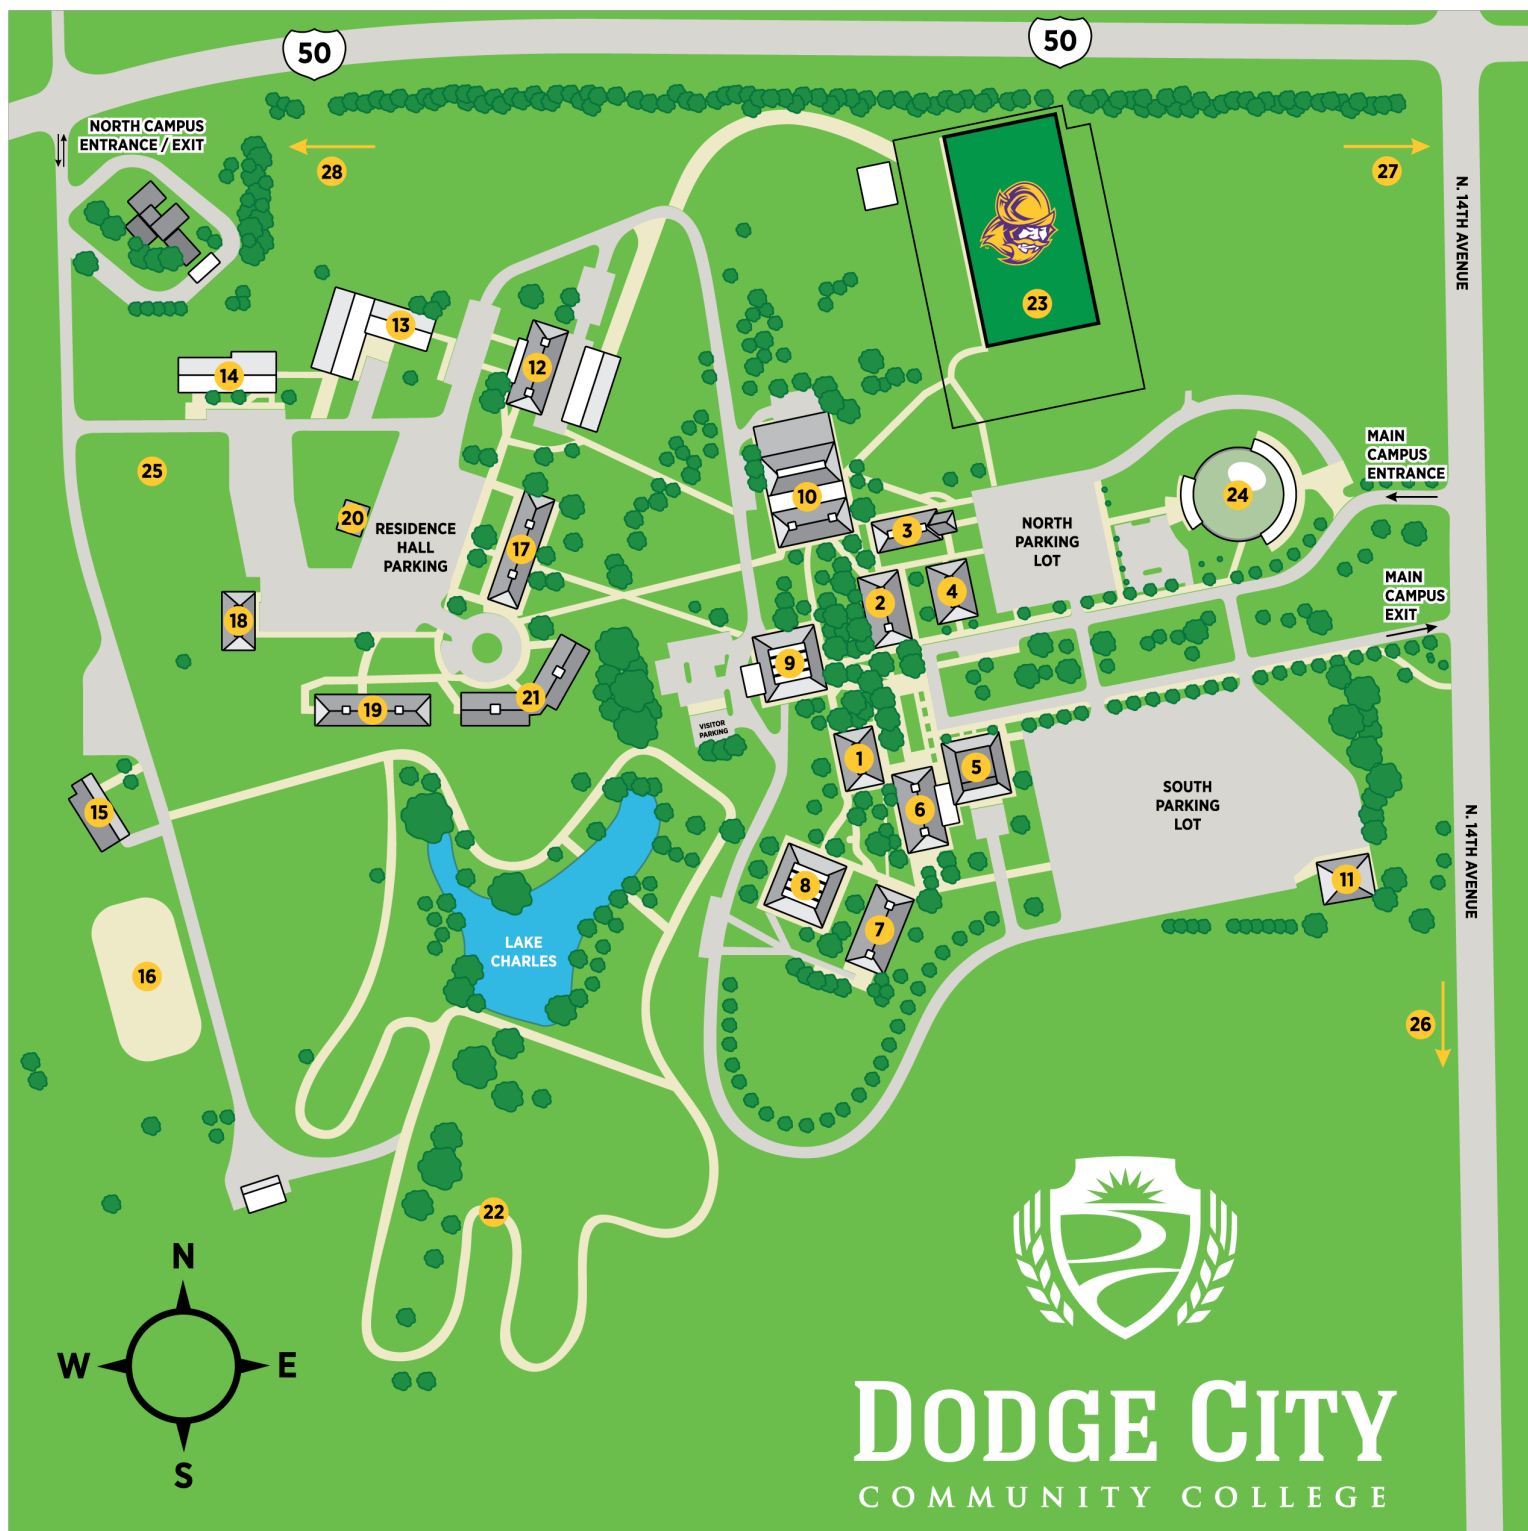 50
50
NORTH CAMPUS
ENTRANCE / EXIT
28
27
N. 14TH AVENUE
23
13
12
14
MAIN
CAMPUS
ENTRANCE
25
10
24
20
RESIDENCE
HALL
PARKING
3
NORTH
PARKING
LOT
17
MAIN
CAMPUS
EXIT
2
4
18
9
21
19
VISITOR
PARKING
1
5
15
6
SOUTH
PARKING
LOT
N. 14TH AVENUE
8
11
7
LAKE
CHARLES
16
26
22
N
W
E
S
DODGE CITY
COMMUNITY COLLEGE